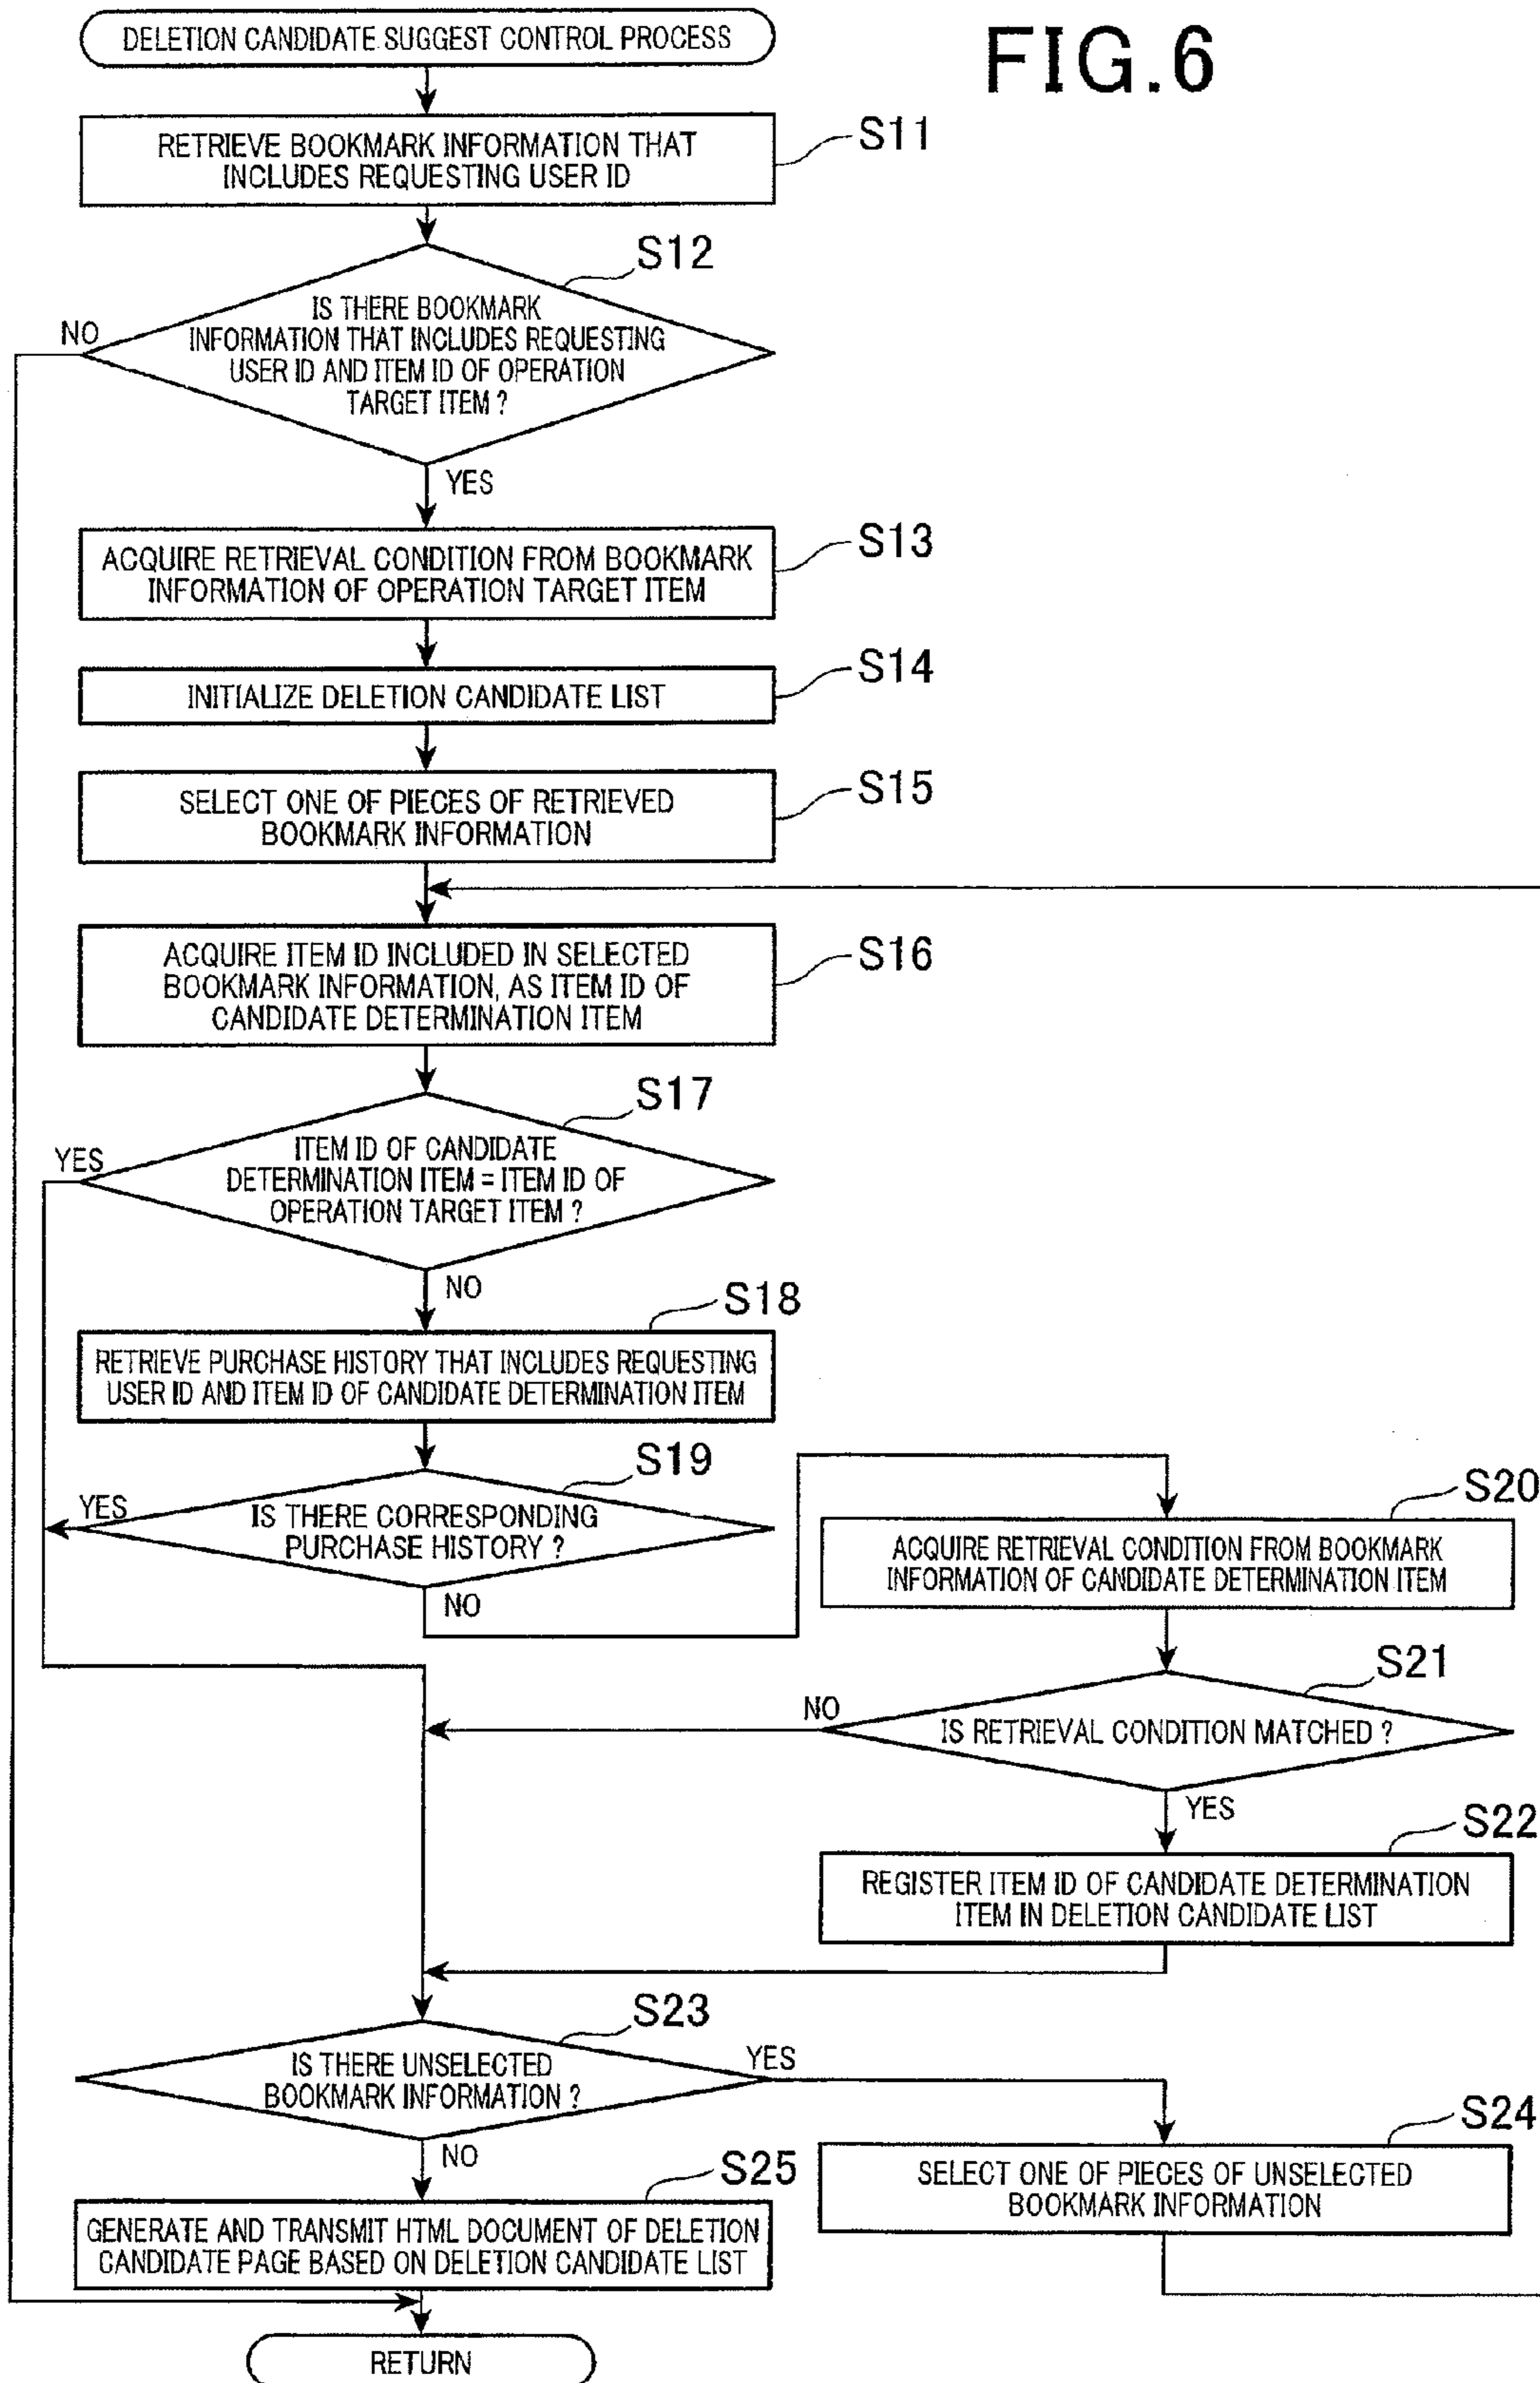 FIG.6
DELETION CANDIDATE SUGGEST CONTROL PROCESS
S11
RETRIEVE BOOKMARK INFORMATION THAT
INCLUDES REQUESTING USER ID
S12
IS THERE BOOKMARK
INFORMATION THAT INCLUDES REQUESTING
USER ID AND ITEM ID OF OPERATION
TARGET ITEM ?
NO
YES
S13
ACQUIRE RETRIEVAL CONDITION FROM BOOKMARK
INFORMATION OF OPERATION TARGET ITEM
S14
INITIALIZE DELETION CANDIDATE LIST
S15
SELECT ONE OF PIECES OF RETRIEVED
BOOKMARK INFORMATION
S16
ACQUIRE ITEM ID INCLUDED IN SELECTED
BOOKMARK INFORMATION, AS ITEM ID OF
CANDIDATE DETERMINATION ITEM
S17
ITEM ID OF CANDIDATE
DETERMINATION ITEM = ITEM ID OF
OPERATION TARGET ITEM ?
YES
NO
S18
RETRIEVE PURCHASE HISTORY THAT INCLUDES REQUESTING
USER ID AND ITEM ID OF CANDIDATE DETERMINATION ITEM
S19
IS THERE CORRESPONDING
PURCHASE HISTORY ?
YES
NO
S20
ACQUIRE RETRIEVAL CONDITION FROM BOOKMARK
INFORMATION OF CANDIDATE DETERMINATION ITEM
S21
IS RETRIEVAL CONDITION MATCHED ?
NO
YES
S22
REGISTER ITEM ID OF CANDIDATE DETERMINATION
ITEM IN DELETION CANDIDATE LIST
S23
IS THERE UNSELECTED
BOOKMARK INFORMATION ?
YES
NO
S24
SELECT ONE OF PIECES OF UNSELECTED
BOOKMARK INFORMATION
S25
GENERATE AND TRANSMIT HTML DOCUMENT OF DELETION
CANDIDATE PAGE BASED ON DELETION CANDIDATE LIST
RETURN